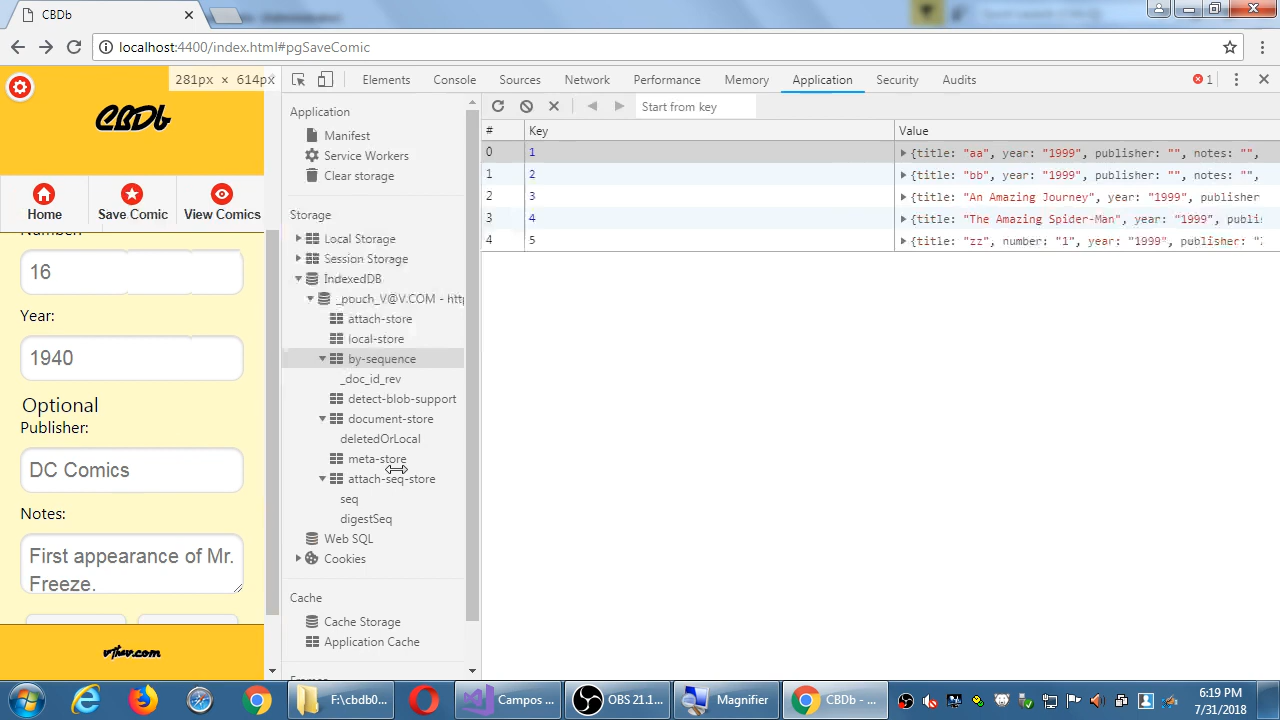 CBDb
localhost:4400/index.html#pgSaveComic
281px × 614px
Elements Console Sources Network Performance Memory Application Security Audits 1
CBDb
Home Save Comic View Comics
Number:
16
Year:
1940
Optional
Publisher:
DC Comics
Notes:
First appearance of Mr.
Freeze.
vthev.com
Application
Manifest
Service Workers
Clear storage
Storage
Local Storage
Session Storage
IndexedDB
_pouch_V@V.COM - http
attach-store
local-store
by-sequence
_doc_id_rev
detect-blob-support
document-store
deletedOrLocal
meta-store
attach-seq-store
seq
digestSeq
Web SQL
Cookies
Cache
Cache Storage
Application Cache
Frames
Start from key
# Key Value
0 1 {title: "aa", year: "1999", publisher: "", notes: "",
1 2 {title: "bb", year: "1999", publisher: "", notes: "",
2 3 {title: "An Amazing Journey", year: "1999", publisher
3 4 {title: "The Amazing Spider-Man", year: "1999", publi
4 5 {title: "zz", number: "1", year: "1999", publisher: "
F:\cbdb0... Campos ... OBS 21.1... Magnifier CBDb - ...
6:19 PM
7/31/2018